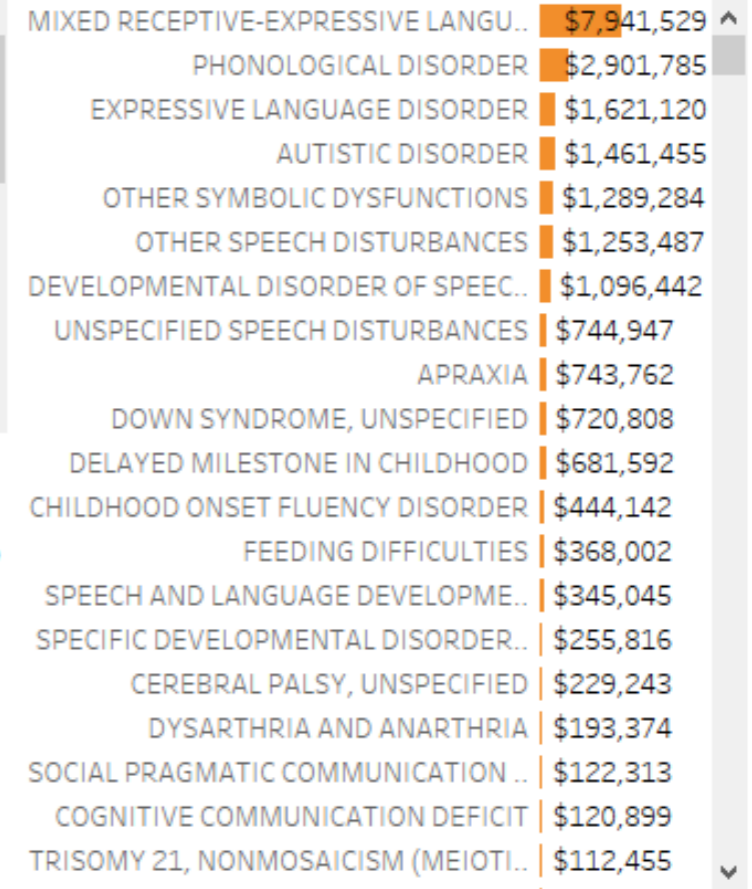 MIXED RECEPTIVE-EXPRESSIVE LANGU.. $7,941,529
PHONOLOGICAL DISORDER $2,901,785
EXPRESSIVE LANGUAGE DISORDER $1,621,120
AUTISTIC DISORDER $1,461,455
OTHER SYMBOLIC DYSFUNCTIONS $1,289,284
OTHER SPEECH DISTURBANCES $1,253,487
DEVELOPMENTAL DISORDER OF SPEEC.. $1,096,442
UNSPECIFIED SPEECH DISTURBANCES $744,947
APRAXIA $743,762
DOWN SYNDROME, UNSPECIFIED $720,808
DELAYED MILESTONE IN CHILDHOOD $681,592
CHILDHOOD ONSET FLUENCY DISORDER $444,142
FEEDING DIFFICULTIES $368,002
SPEECH AND LANGUAGE DEVELOPME.. $345,045
SPECIFIC DEVELOPMENTAL DISORDER.. $255,816
CEREBRAL PALSY, UNSPECIFIED $229,243
DYSARTHRIA AND ANARTHRIA $193,374
SOCIAL PRAGMATIC COMMUNICATION .. $122,313
COGNITIVE COMMUNICATION DEFICIT $120,899
TRISOMY 21, NONMOSAICISM (MEIOTI.. $112,455